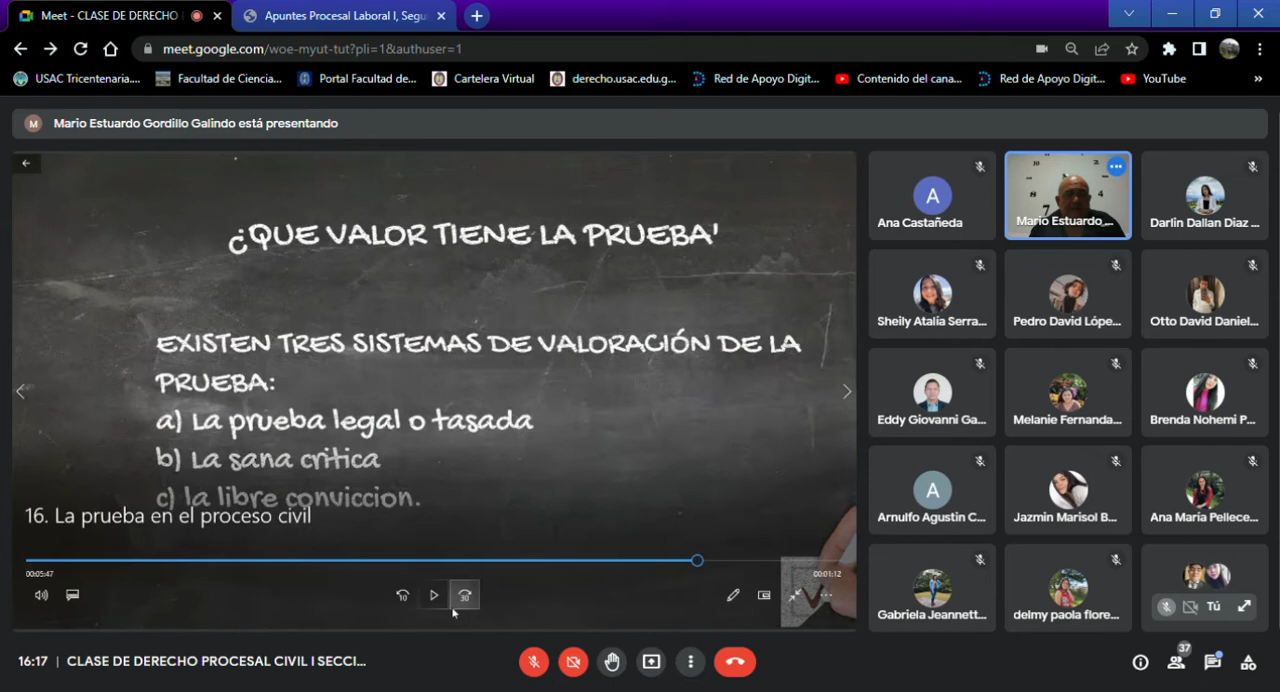 Meet - CLASE DE DERECHO
Apuntes Procesal Laboral I, Segu
meet.google.com/woe-myut-tut?pli=1&authuser=1
USAC Tricentenaria....
Facultad de Ciencia...
Portal Facultad de...
Cartelera Virtual
derecho.usac.edu.g...
Red de Apoyo Digit...
Contenido del cana...
Red de Apoyo Digit...
YouTube
»
M
Mario Estuardo Gordillo Galindo está presentando
¿QUE VALOR TIENE LA PRUEBA'
EXISTEN TRES SISTEMAS DE VALORACIÓN DE LA
PRUEBA:
a) La prueba legal o tasada
b) La sana critica
c) la libre conviccion.
16. La prueba en el proceso civil
00:05:47
00:01:12
10
30
A
Ana Castañeda
Mario Estuardo_...
Darlin Dallan Diaz ...
Sheily Atalía Serra...
Pedro David Lópe...
Otto David Daniel...
Eddy Giovanni Ga...
Melanie Fernanda...
Brenda Nohemi P...
A
Arnulfo Agustin C...
Jazmin Marisol B...
Ana María Pellece...
Gabriela Jeannett...
delmy paola flore...
Tú
16:17 | CLASE DE DERECHO PROCESAL CIVIL I SECCI...
37